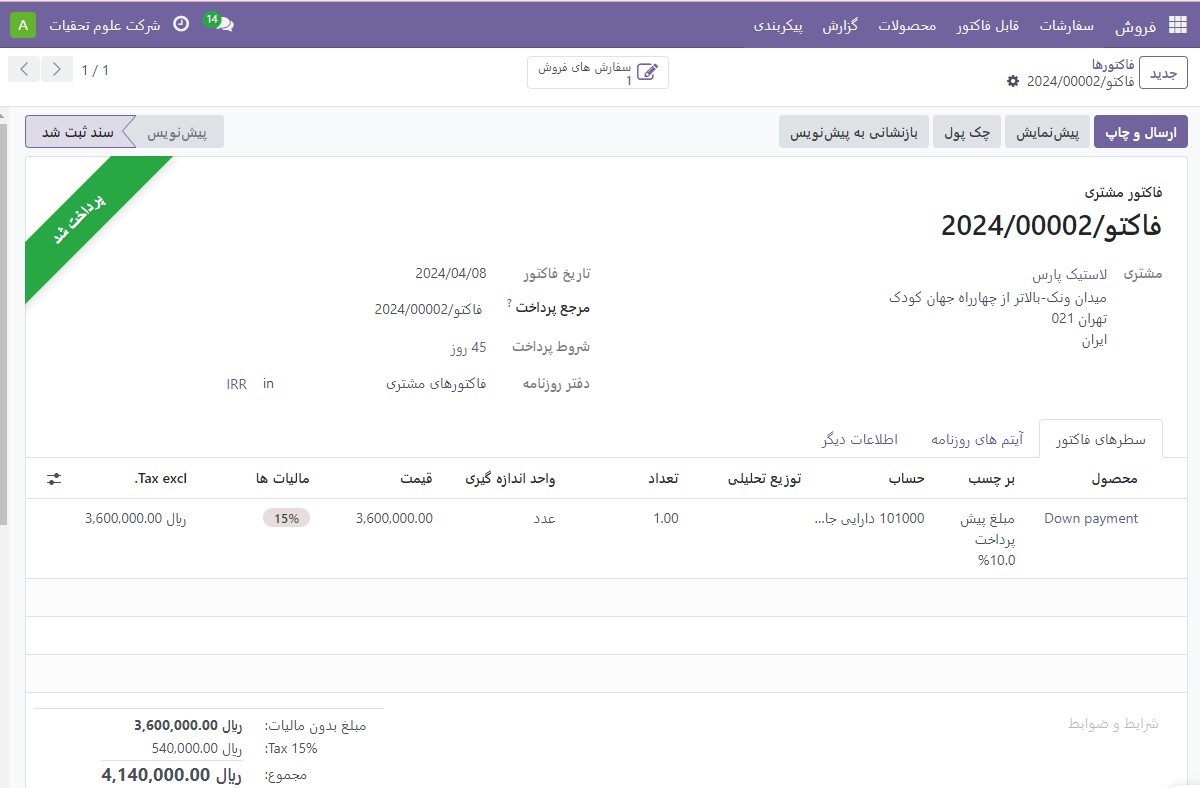 فروش سفارشات قابل فاکتور محصولات گزارش پیکربندی 14 شرکت علوم تحقیات A
جدید فاکتورها
فاکتو/2024/00002
سفارش های فروش
1
1 / 1
ارسال و چاپ پیش‌نمایش چک پول بازنشانی به پیش‌نویس پیش‌نویس سند ثبت شد
پرداخت شد
فاکتور مشتری
فاکتو/2024/00002
مشتری لاستیک پارس
میدان ونک-بالاتر از چهارراه جهان کودک
تهران 021
ایران
تاریخ فاکتور 2024/04/08
مرجع پرداخت ? فاکتو/2024/00002
شروط پرداخت 45 روز
دفتر روزنامه فاکتورهای مشتری in IRR
سطرهای فاکتور آیتم های روزنامه اطلاعات دیگر
محصول بر چسب حساب توزیع تحلیلی تعداد واحد اندازه گیری قیمت مالیات ها Tax excl.
Down payment مبلغ پیش 101000 دارایی جا... 1.00 عدد 3,600,000.00 15% ریال 3,600,000.00
پرداخت
%10.0
شرایط و ضوابط
مبلغ بدون مالیات: ریال 3,600,000.00
Tax 15%: ریال 540,000.00
مجموع: ریال 4,140,000.00